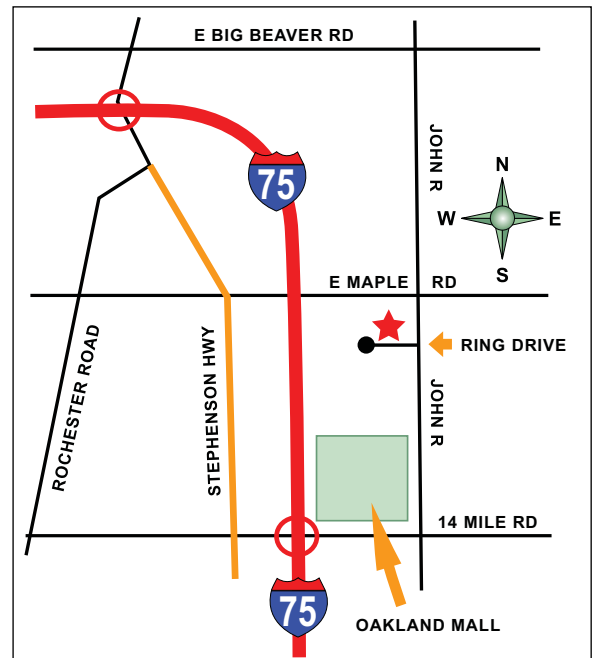 E BIG BEAVER RD
JOHN R
75
N
W E
S
E MAPLE RD
RING DRIVE
ROCHESTER ROAD
STEPHENSON HWY
JOHN R
14 MILE RD
75
OAKLAND MALL